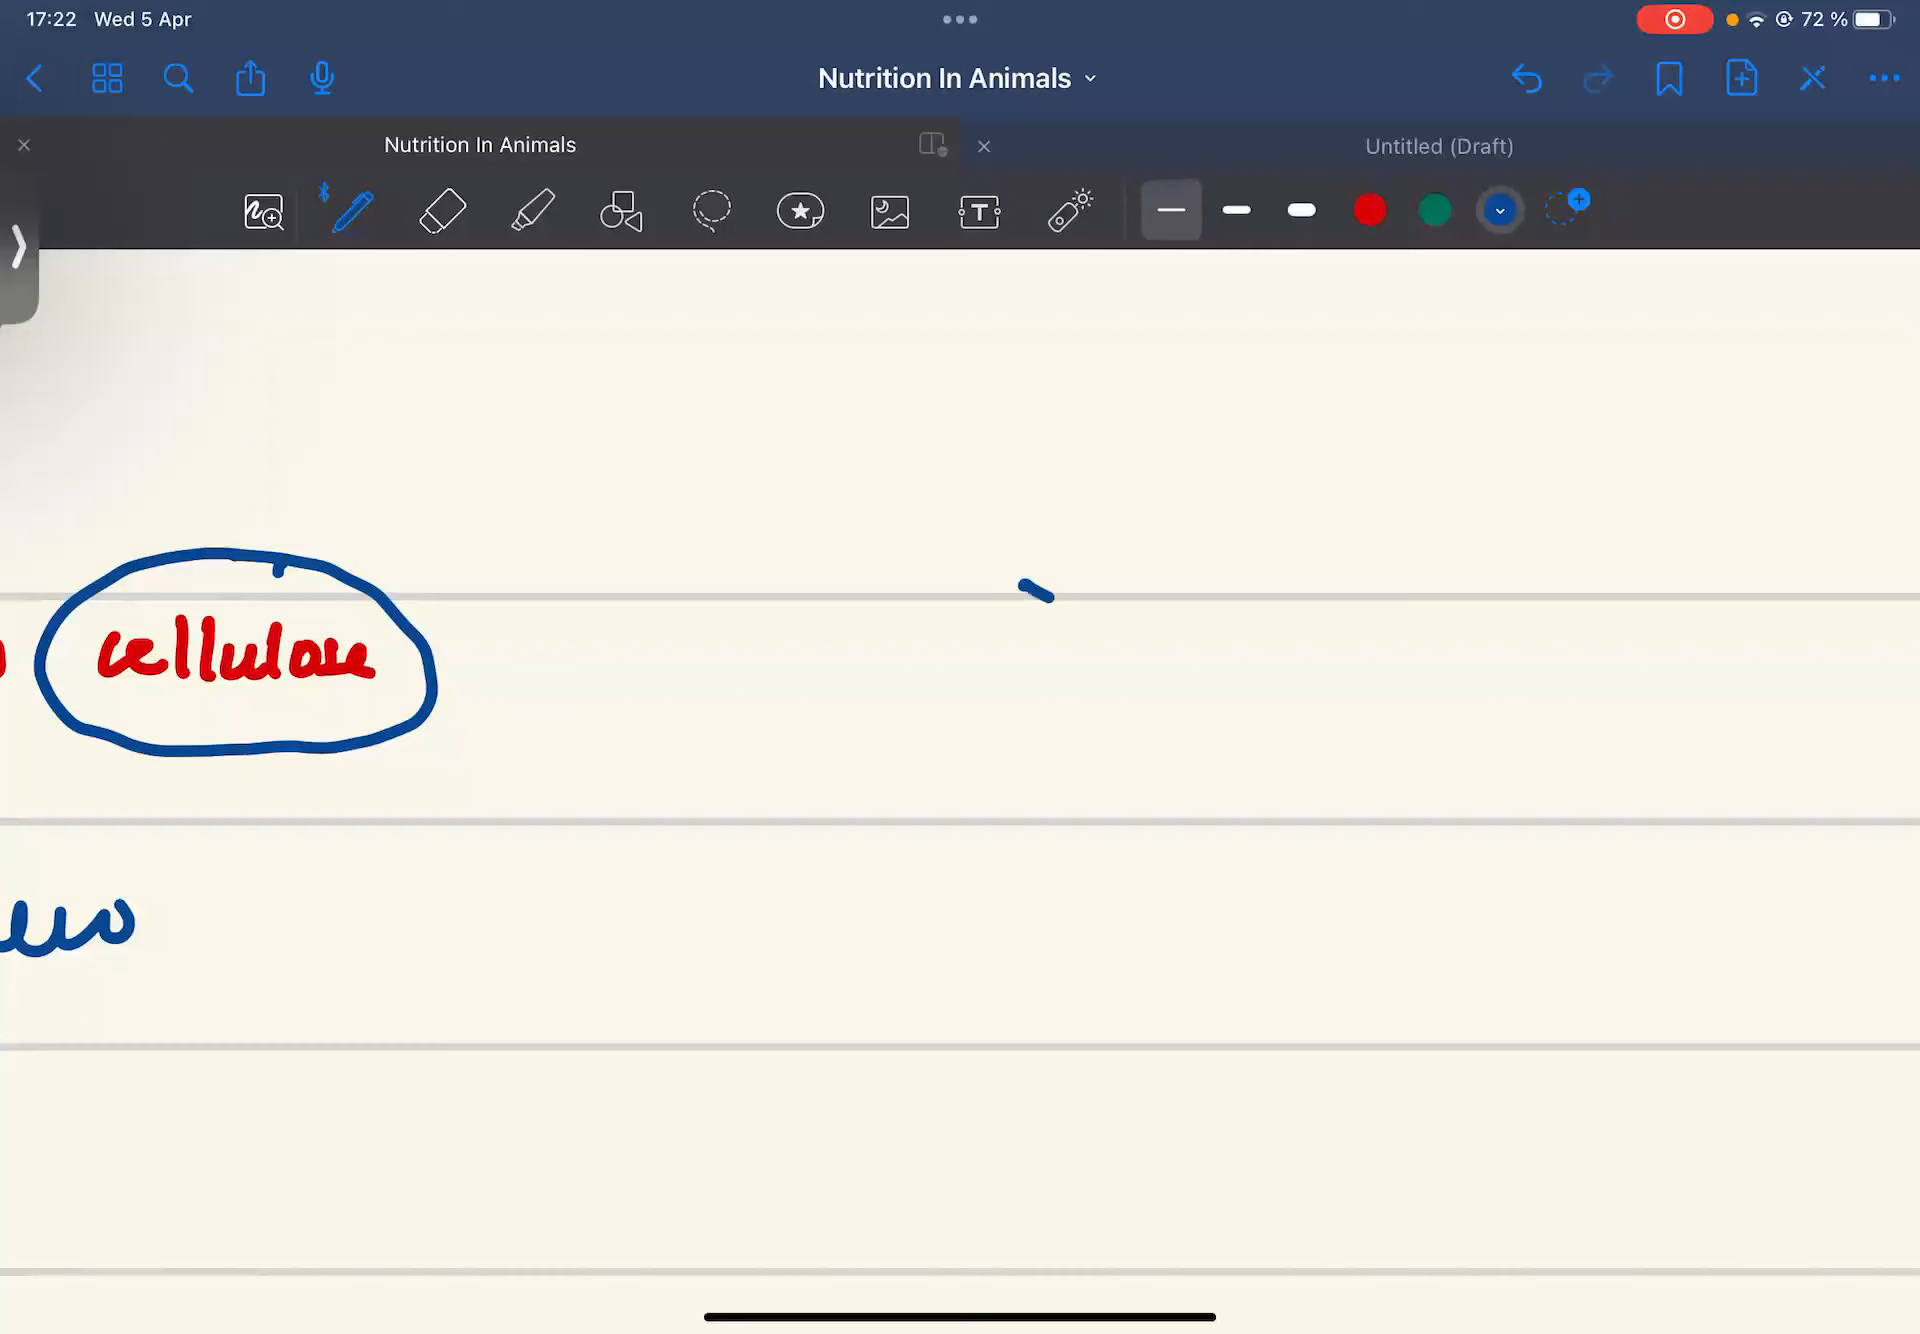 17:22 Wed 5 Apr 72 %
Nutrition In Animals
Nutrition In Animals Untitled (Draft)
cellulose